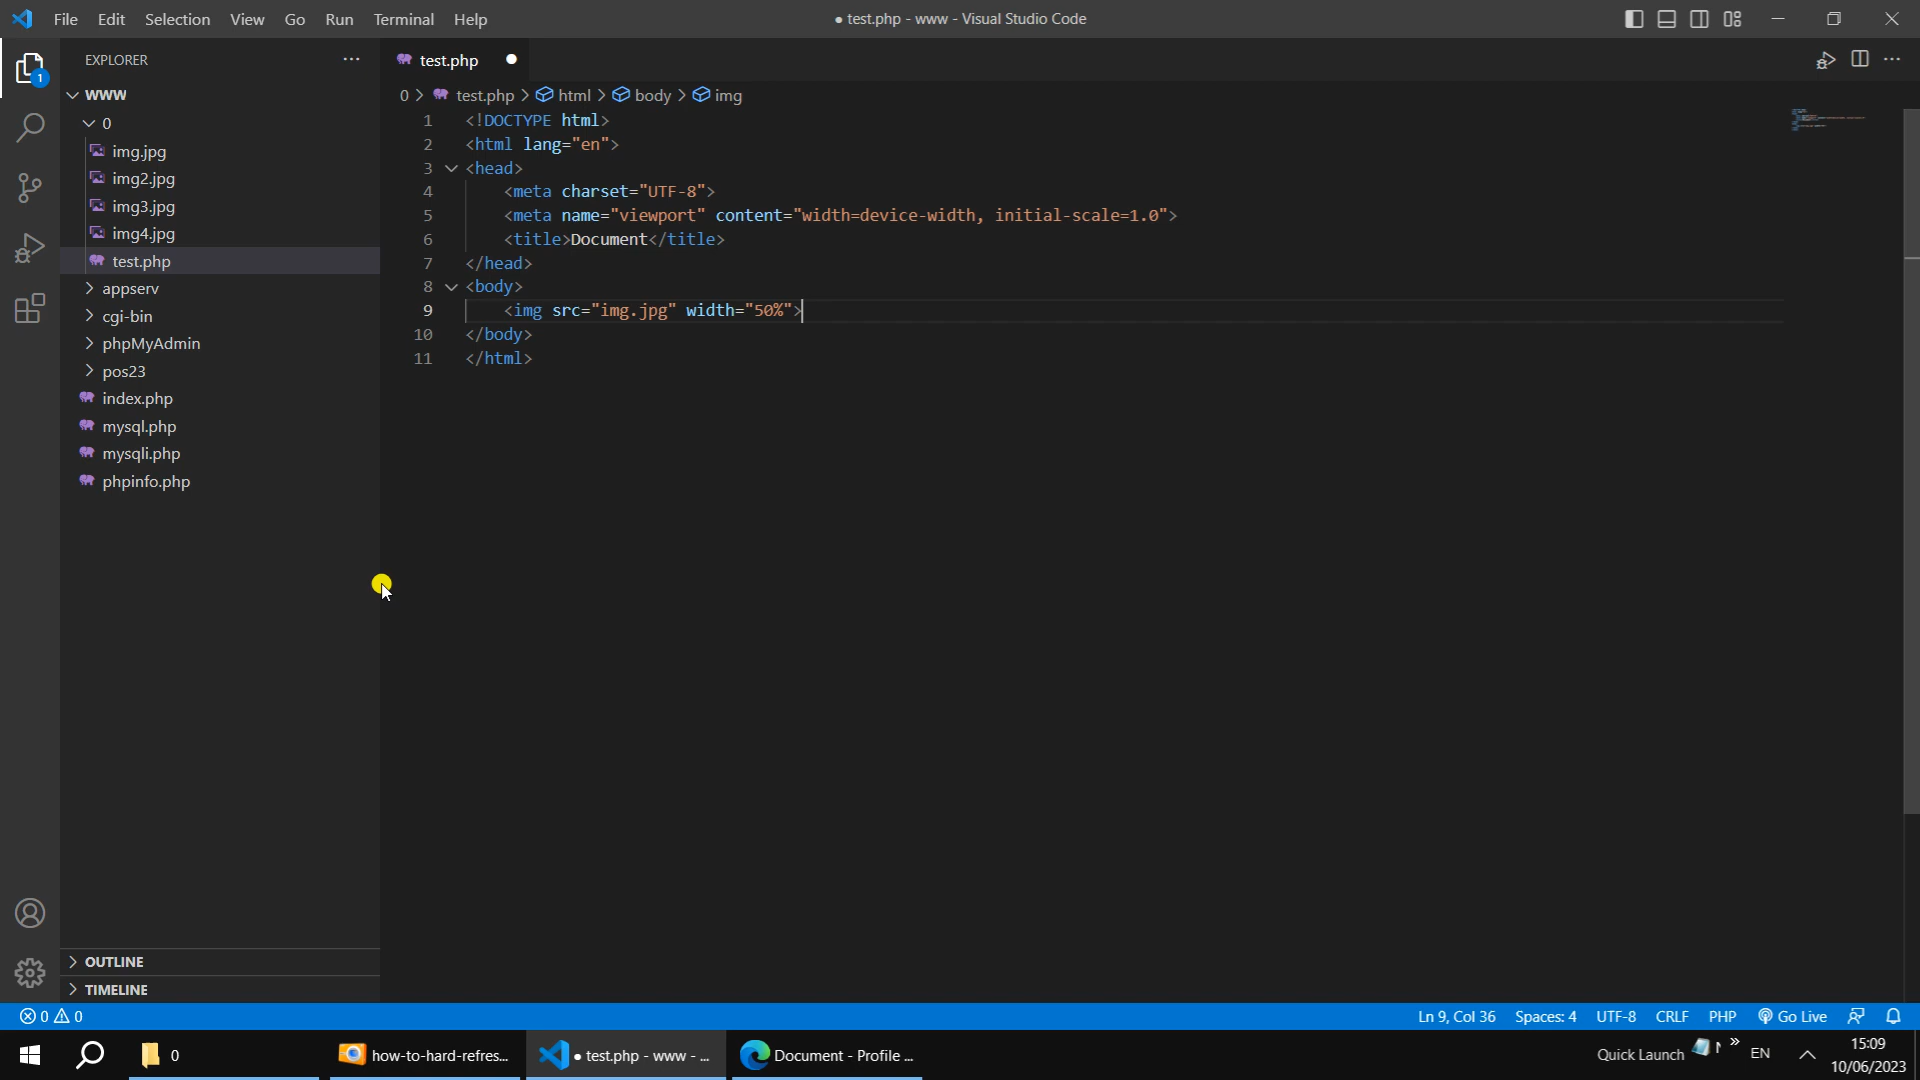 File Edit Selection View Go Run Terminal Help
● test.php - www - Visual Studio Code
EXPLORER
1
WWW
0
img.jpg
img2.jpg
img3.jpg
img4.jpg
test.php
appserv
cgi-bin
phpMyAdmin
pos23
index.php
mysql.php
mysqli.php
phpinfo.php
OUTLINE
TIMELINE
test.php
0 > test.php > html > body > img
1 <!DOCTYPE html>
2 <html lang="en">
3 <head>
4 <meta charset="UTF-8">
5 <meta name="viewport" content="width=device-width, initial-scale=1.0">
6 <title>Document</title>
7 </head>
8 <body>
9 <img src="img.jpg" width="50%">
10 </body>
11 </html>
0 0 Ln 9, Col 36 Spaces: 4 UTF-8 CRLF PHP Go Live
0 how-to-hard-refres... ● test.php - www - ... Document - Profile ... Quick Launch » EN 15:09
10/06/2023